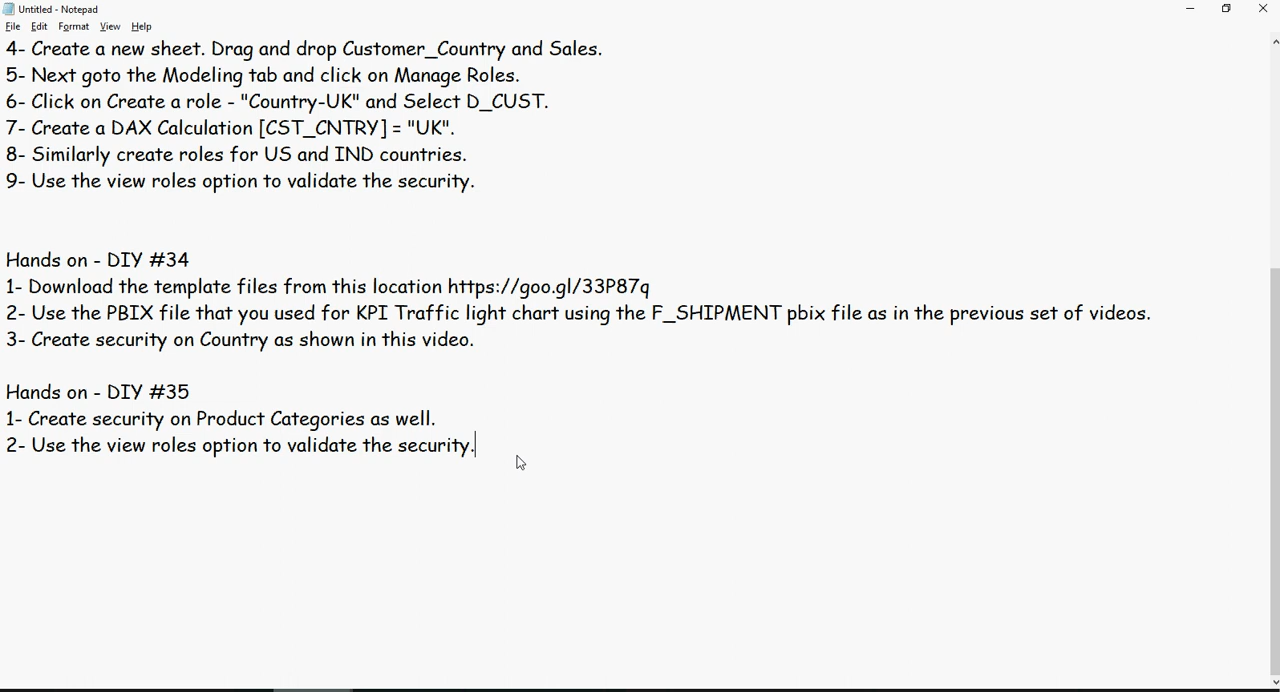 Untitled - Notepad
File Edit Format View Help
4- Create a new sheet. Drag and drop Customer_Country and Sales.
5- Next goto the Modeling tab and click on Manage Roles.
6- Click on Create a role - "Country-UK" and Select D_CUST.
7- Create a DAX Calculation [CST_CNTRY] = "UK".
8- Similarly create roles for US and IND countries.
9- Use the view roles option to validate the security.
Hands on - DIY #34
1- Download the template files from this location https://goo.gl/33P87q
2- Use the PBIX file that you used for KPI Traffic light chart using the F_SHIPMENT pbix file as in the previous set of videos.
3- Create security on Country as shown in this video.
Hands on - DIY #35
1- Create security on Product Categories as well.
2- Use the view roles option to validate the security.